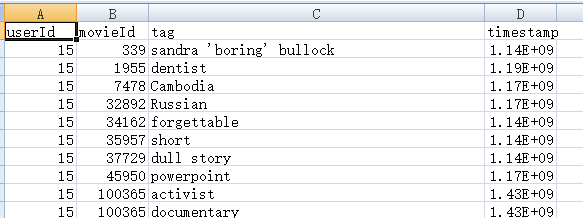 A B C D
userId movieId tag timestamp
15 339 sandra 'boring' bullock 1.14E+09
15 1955 dentist 1.19E+09
15 7478 Cambodia 1.17E+09
15 32892 Russian 1.17E+09
15 34162 forgettable 1.14E+09
15 35957 short 1.14E+09
15 37729 dull story 1.14E+09
15 45950 powerpoint 1.17E+09
15 100365 activist 1.43E+09
15 100365 documentary 1.43E+09